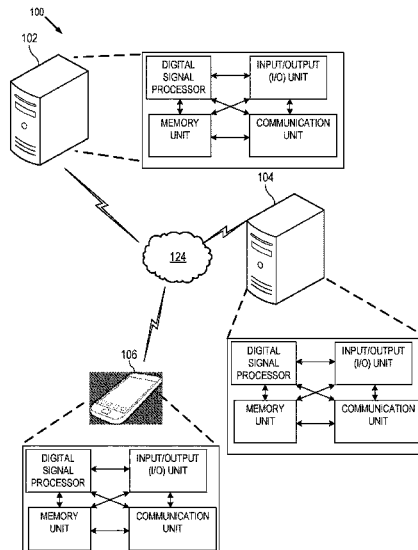 100
102
DIGITAL SIGNAL PROCESSOR
INPUT/OUTPUT (I/O) UNIT
MEMORY UNIT
COMMUNICATION UNIT
104
124
106
DIGITAL SIGNAL PROCESSOR
INPUT/OUTPUT (I/O) UNIT
MEMORY UNIT
COMMUNICATION UNIT
DIGITAL SIGNAL PROCESSOR
INPUT/OUTPUT (I/O) UNIT
MEMORY UNIT
COMMUNICATION UNIT